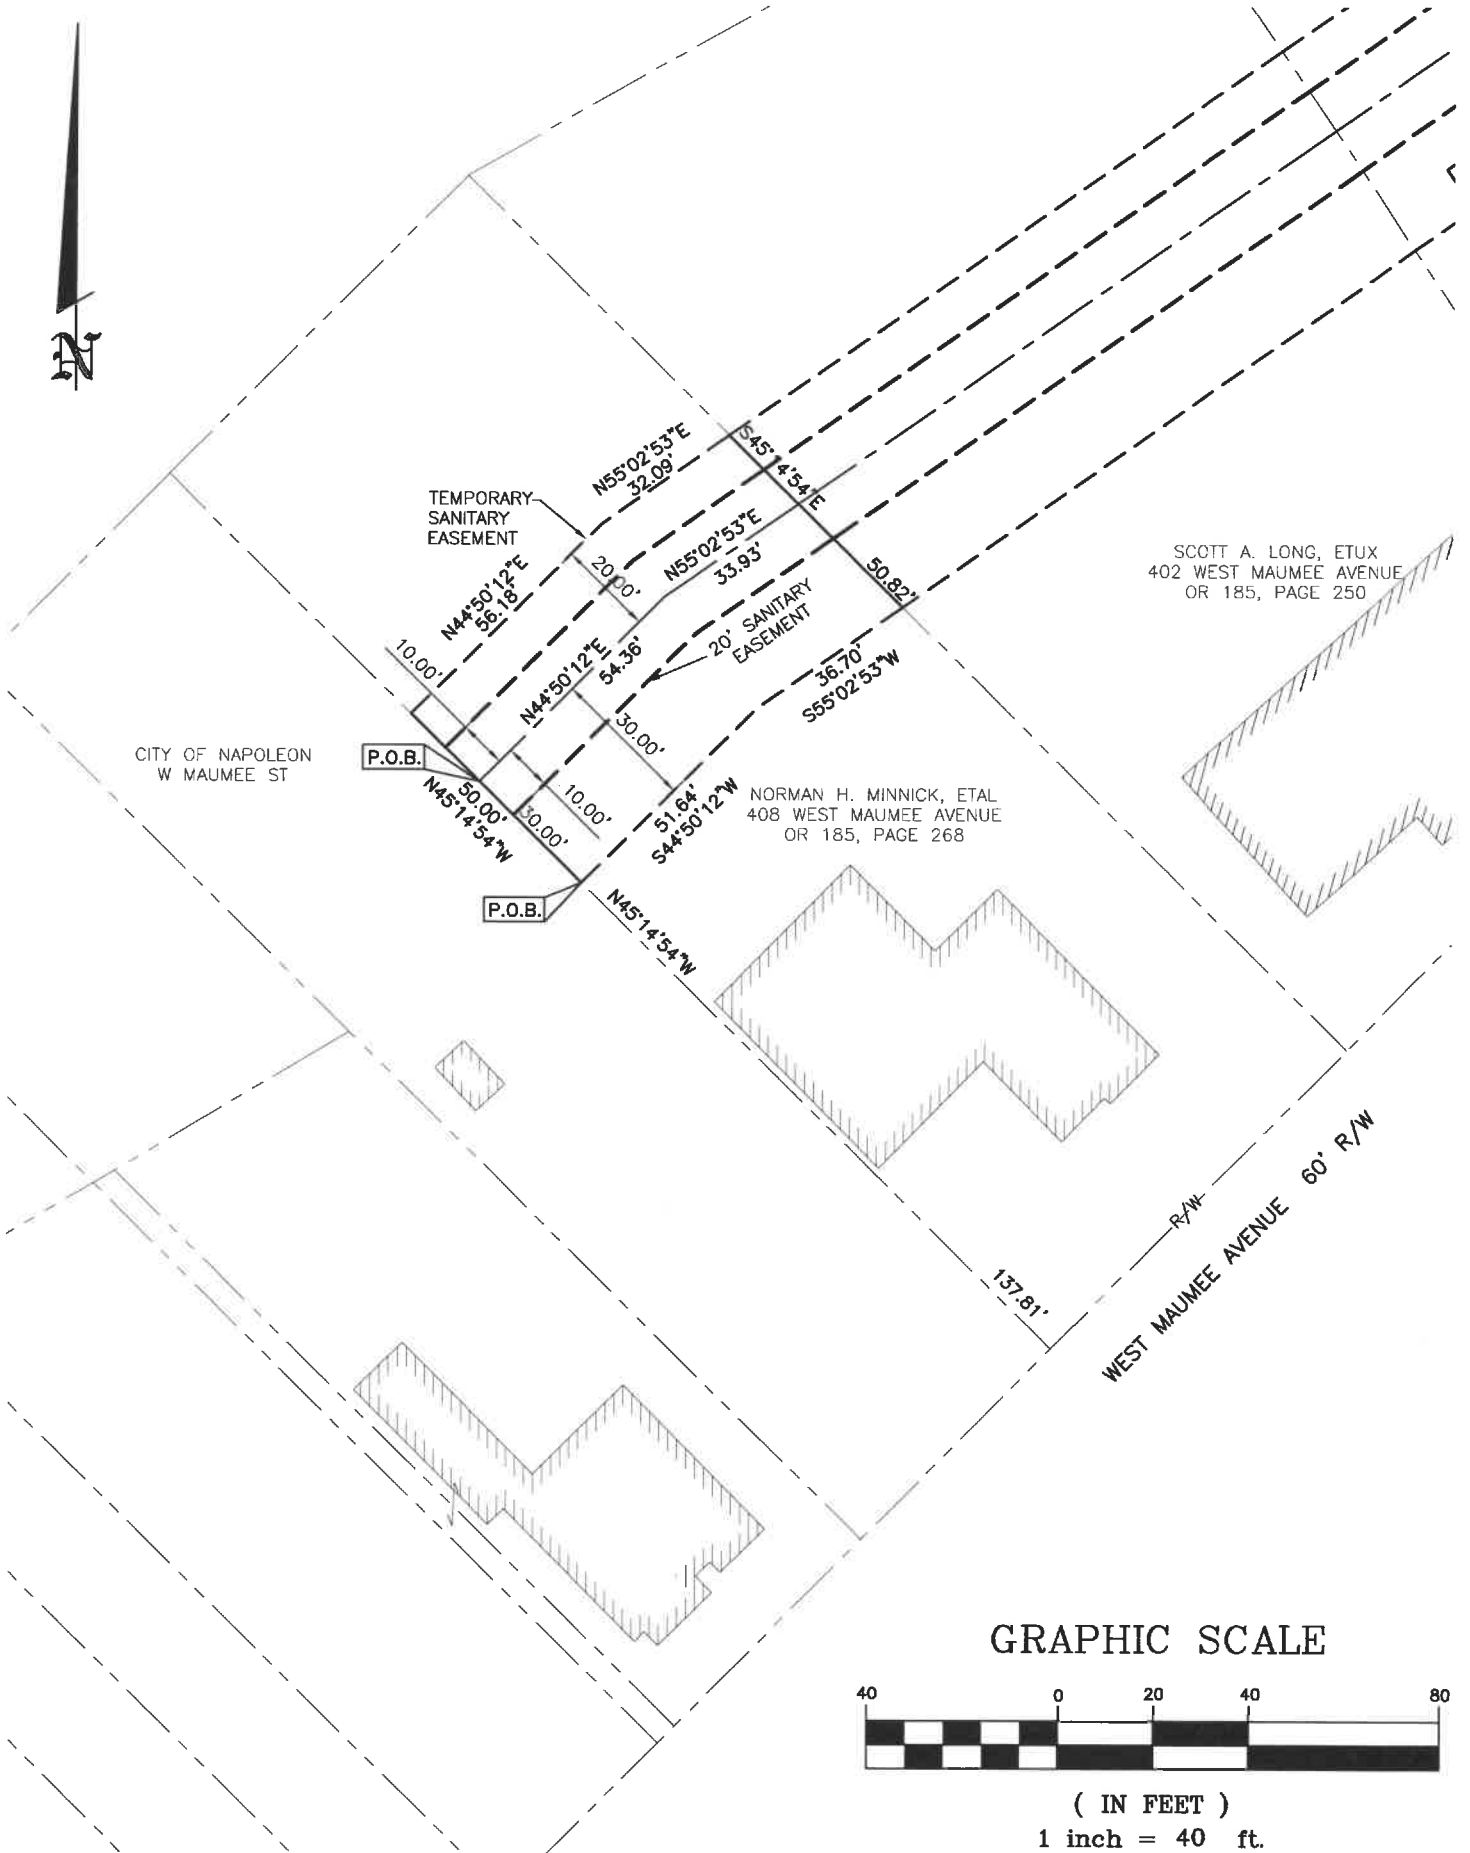 N
S45°14'54"E
N55°02'53"E
32.09'
TEMPORARY
SANITARY
EASEMENT
N55°02'53"E
33.93'
20.00'
50.82'
SCOTT A. LONG, ETUX
402 WEST MAUMEE AVENUE
OR 185, PAGE 250
N44°50'12"E
56.18'
20' SANITARY
EASEMENT
10.00'
N44°50'12"E
54.36'
36.70'
S55°02'53"W
30.00'
CITY OF NAPOLEON
W MAUMEE ST
P.O.B.
50.00'
N45°14'54"W
10.00'
30.00'
51.64'
S44°50'12"W
NORMAN H. MINNICK, ETAL
408 WEST MAUMEE AVENUE
OR 185, PAGE 268
P.O.B.
N45°14'54"W
R/W
WEST MAUMEE AVENUE 60' R/W
137.81'
GRAPHIC SCALE
40 0 20 40 80
( IN FEET )
1 inch = 40 ft.